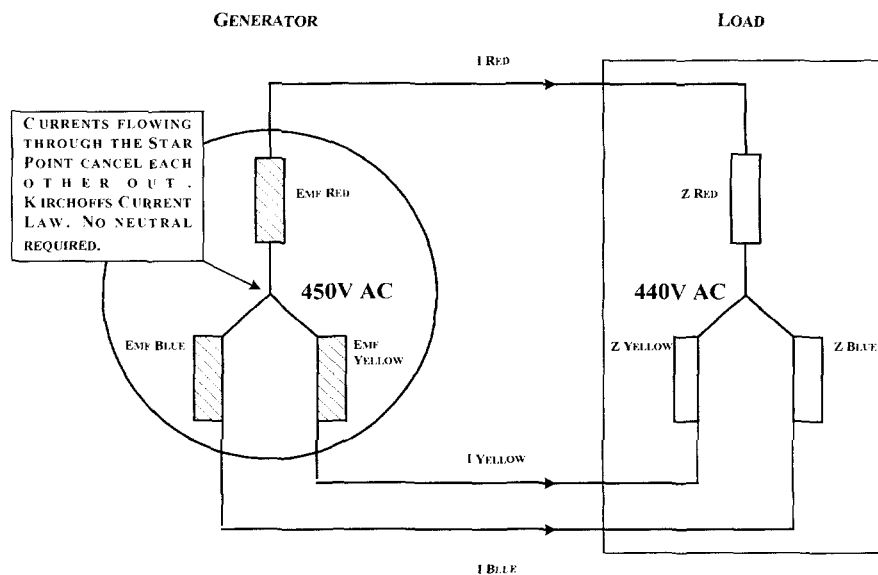 GENERATOR
LOAD
I RED
CURRENTS FLOWING
THROUGH THE STAR
POINT CANCEL EACH
OTHER OUT.
KIRCHOFFS CURRENT
LAW. NO NEUTRAL
REQUIRED.
EMF RED
Z RED
450V AC
440V AC
EMF BLUE
EMF
YELLOW
Z YELLOW
Z BLUE
I YELLOW
I BLUE